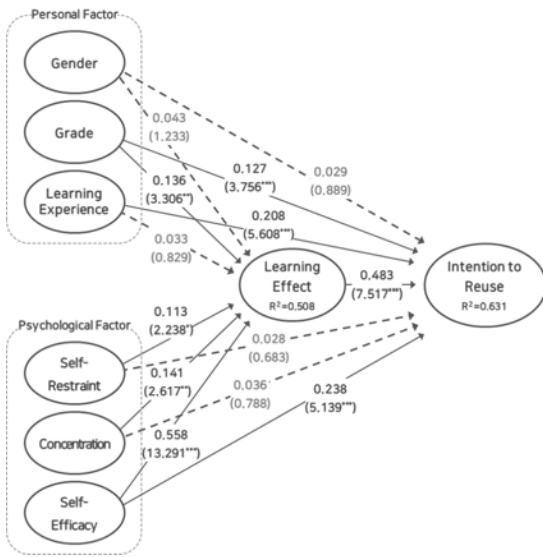 Personal Factor
Gender
Grade
Learning
Experience
0.043
(1.233)
0.029
(0.889)
0.127
(3.756***)
0.136
(3.306**)
0.208
(5.608***)
0.033
(0.829)
Learning
Effect
R²=0.508
0.483
(7.517***)
Intention to
Reuse
R²=0.631
Psychological Factor
Self-
Restraint
Concentration
Self-
Efficacy
0.113
(2.238*)
0.028
(0.683)
0.141
(2.617**)
0.036
(0.788)
0.558
(13.291***)
0.238
(5.139***)